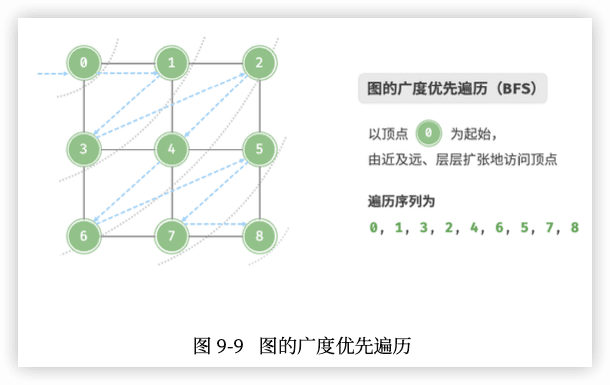 0 1 2
3 4 5
6 7 8
图的广度优先遍历（BFS）
以顶点 0 为起始，
由近及远、层层扩张地访问顶点
遍历序列为
0, 1, 3, 2, 4, 6, 5, 7, 8
图 9-9 图的广度优先遍历